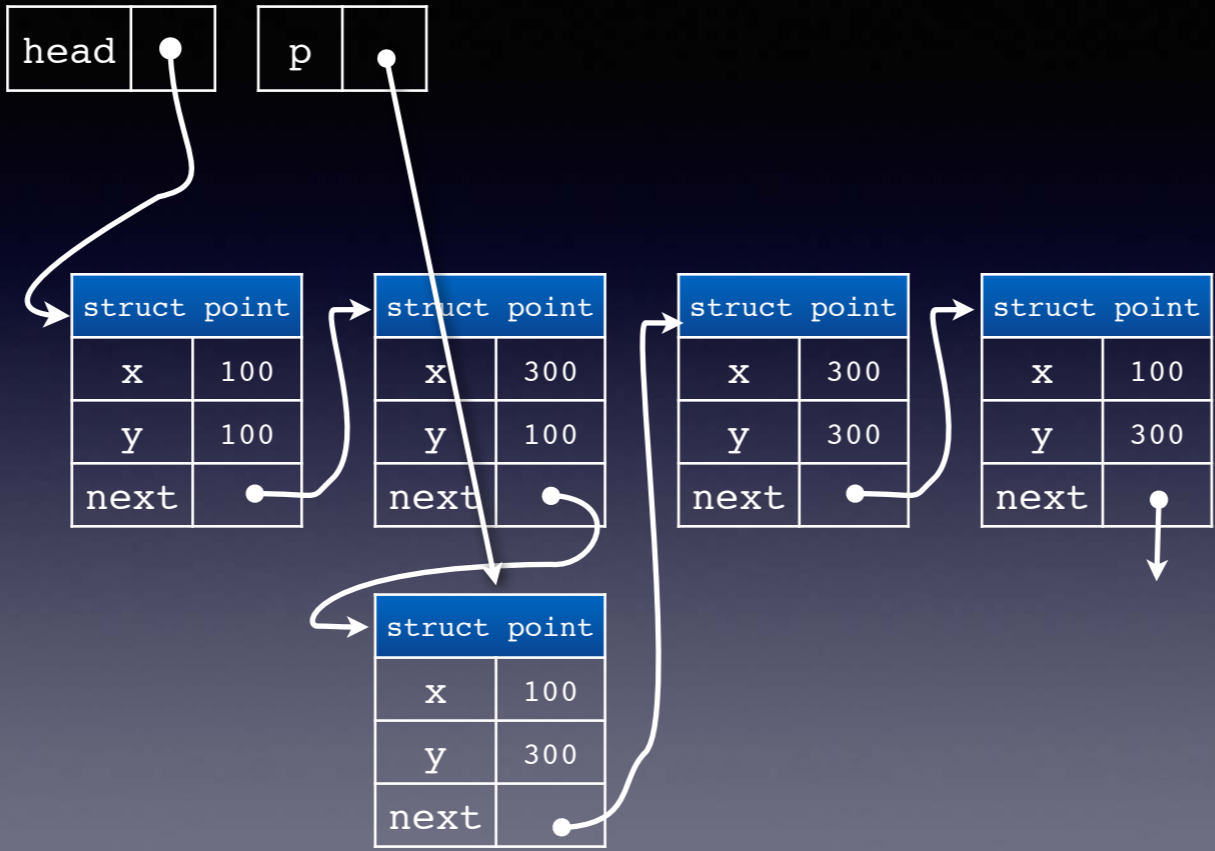 head p
struct point struct point struct point struct point
x 100 x 300 x 300 x 100
y 100 y 100 y 300 y 300
next next next next
struct point
x 100
y 300
next